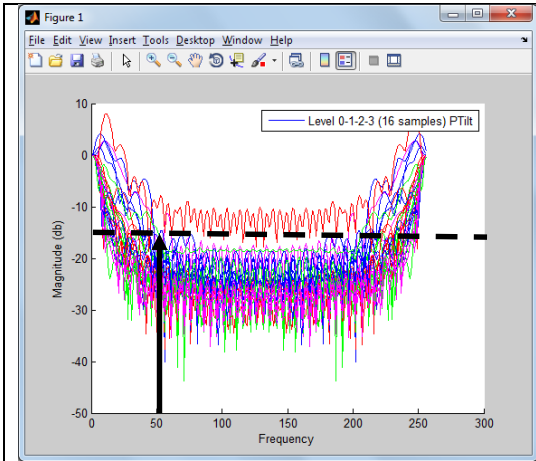 Figure 1
File Edit View Insert Tools Desktop Window Help
Level 0-1-2-3 (16 samples) PTilt
10
0
-10
-20
-30
-40
-50
Magnitude (db)
0 50 100 150 200 250 300
Frequency